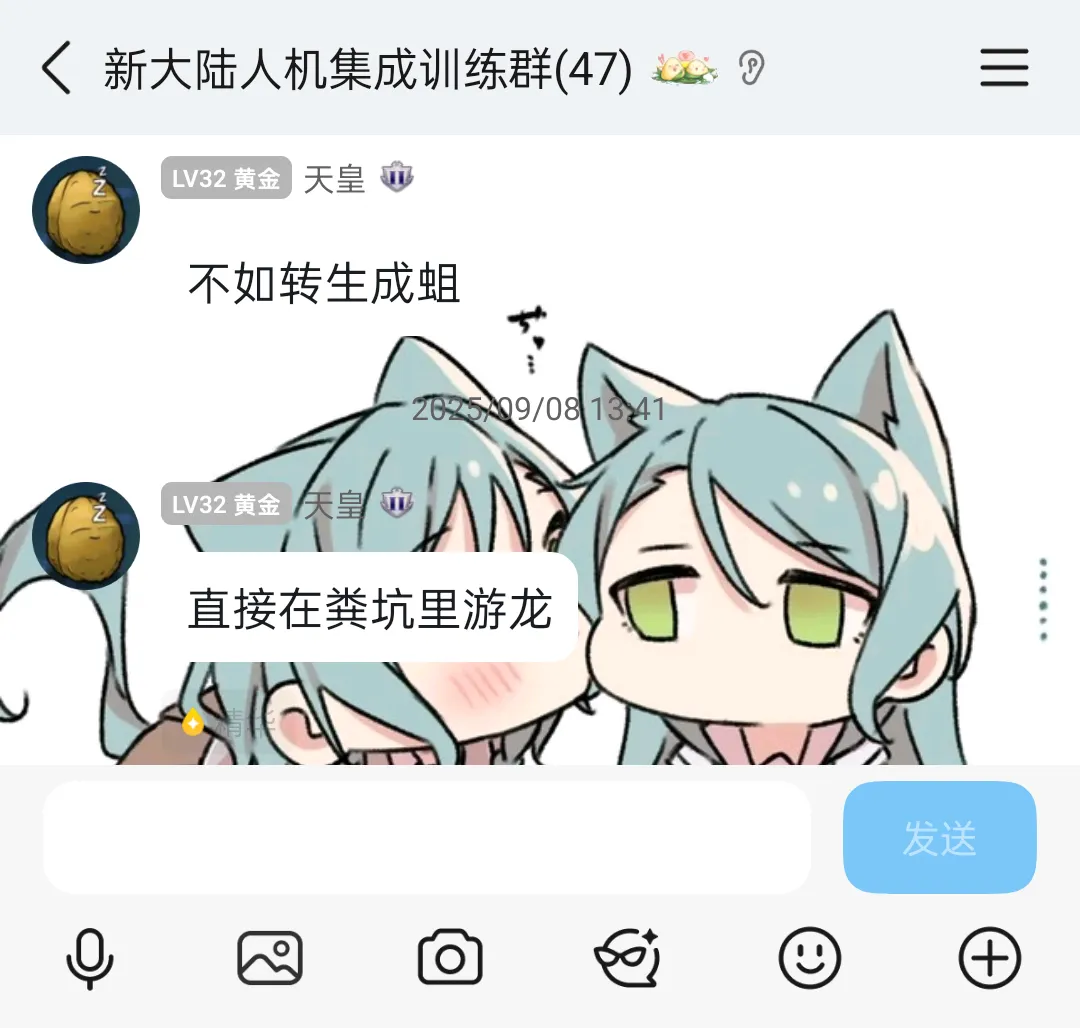 新大陆人机集成训练群(47)
LV32 黄金 天皇
不如转生成蛆
2025/09/08 13:41
LV32 黄金 天皇
直接在粪坑里游龙
精华
发送